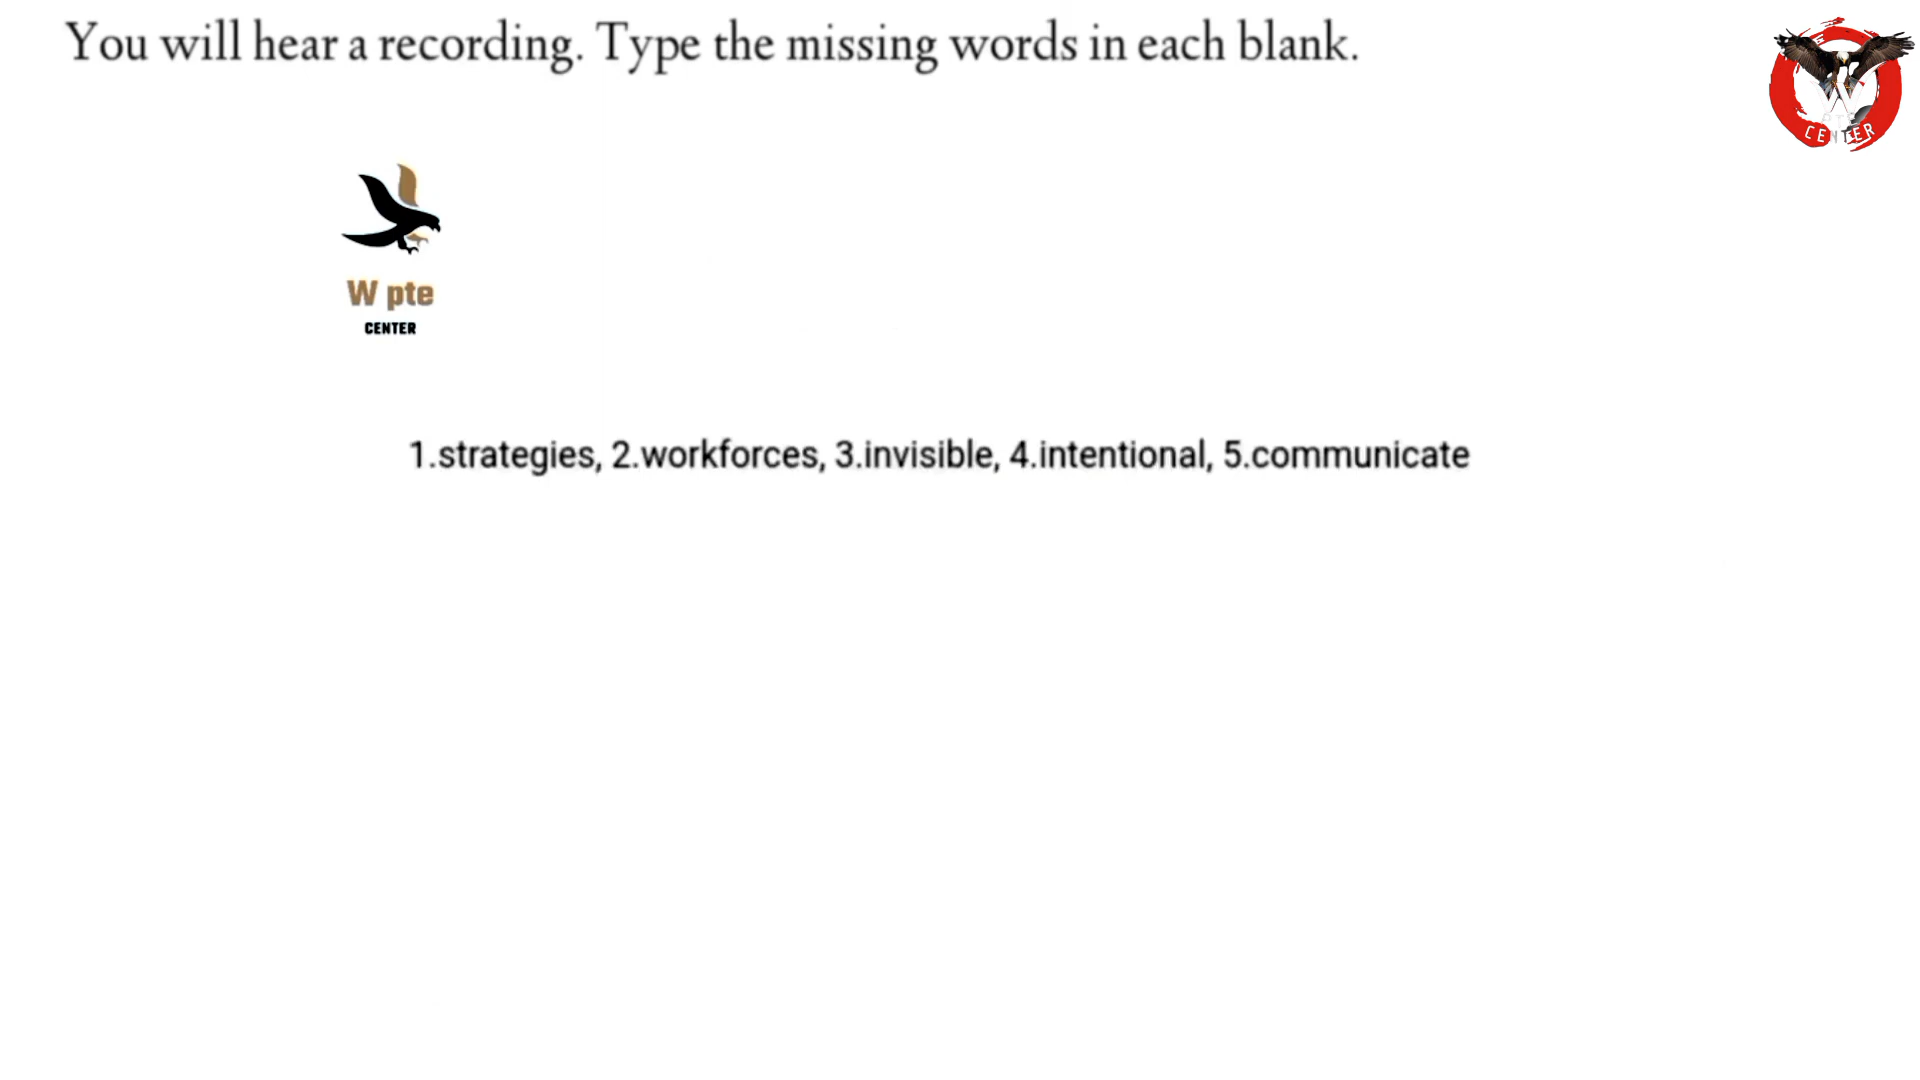 You will hear a recording. Type the missing words in each blank.
CENTER
W pte
CENTER
1.strategies, 2.workforces, 3.invisible, 4.intentional, 5.communicate